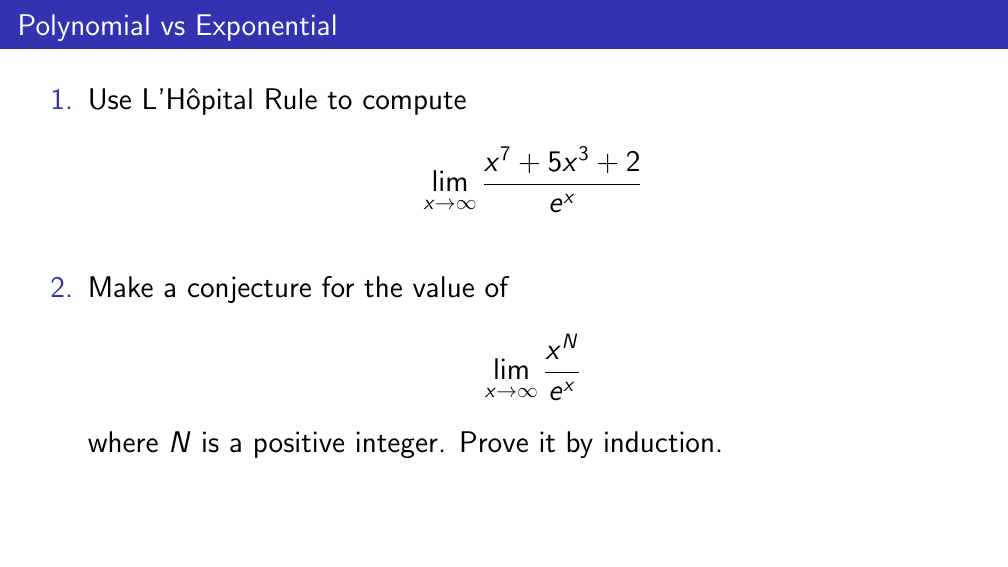 Polynomial vs Exponential
1. Use L'Hôpital Rule to compute
lim x→∞ (x^7 + 5x^3 + 2) / e^x
2. Make a conjecture for the value of
lim x→∞ x^N / e^x
where N is a positive integer. Prove it by induction.